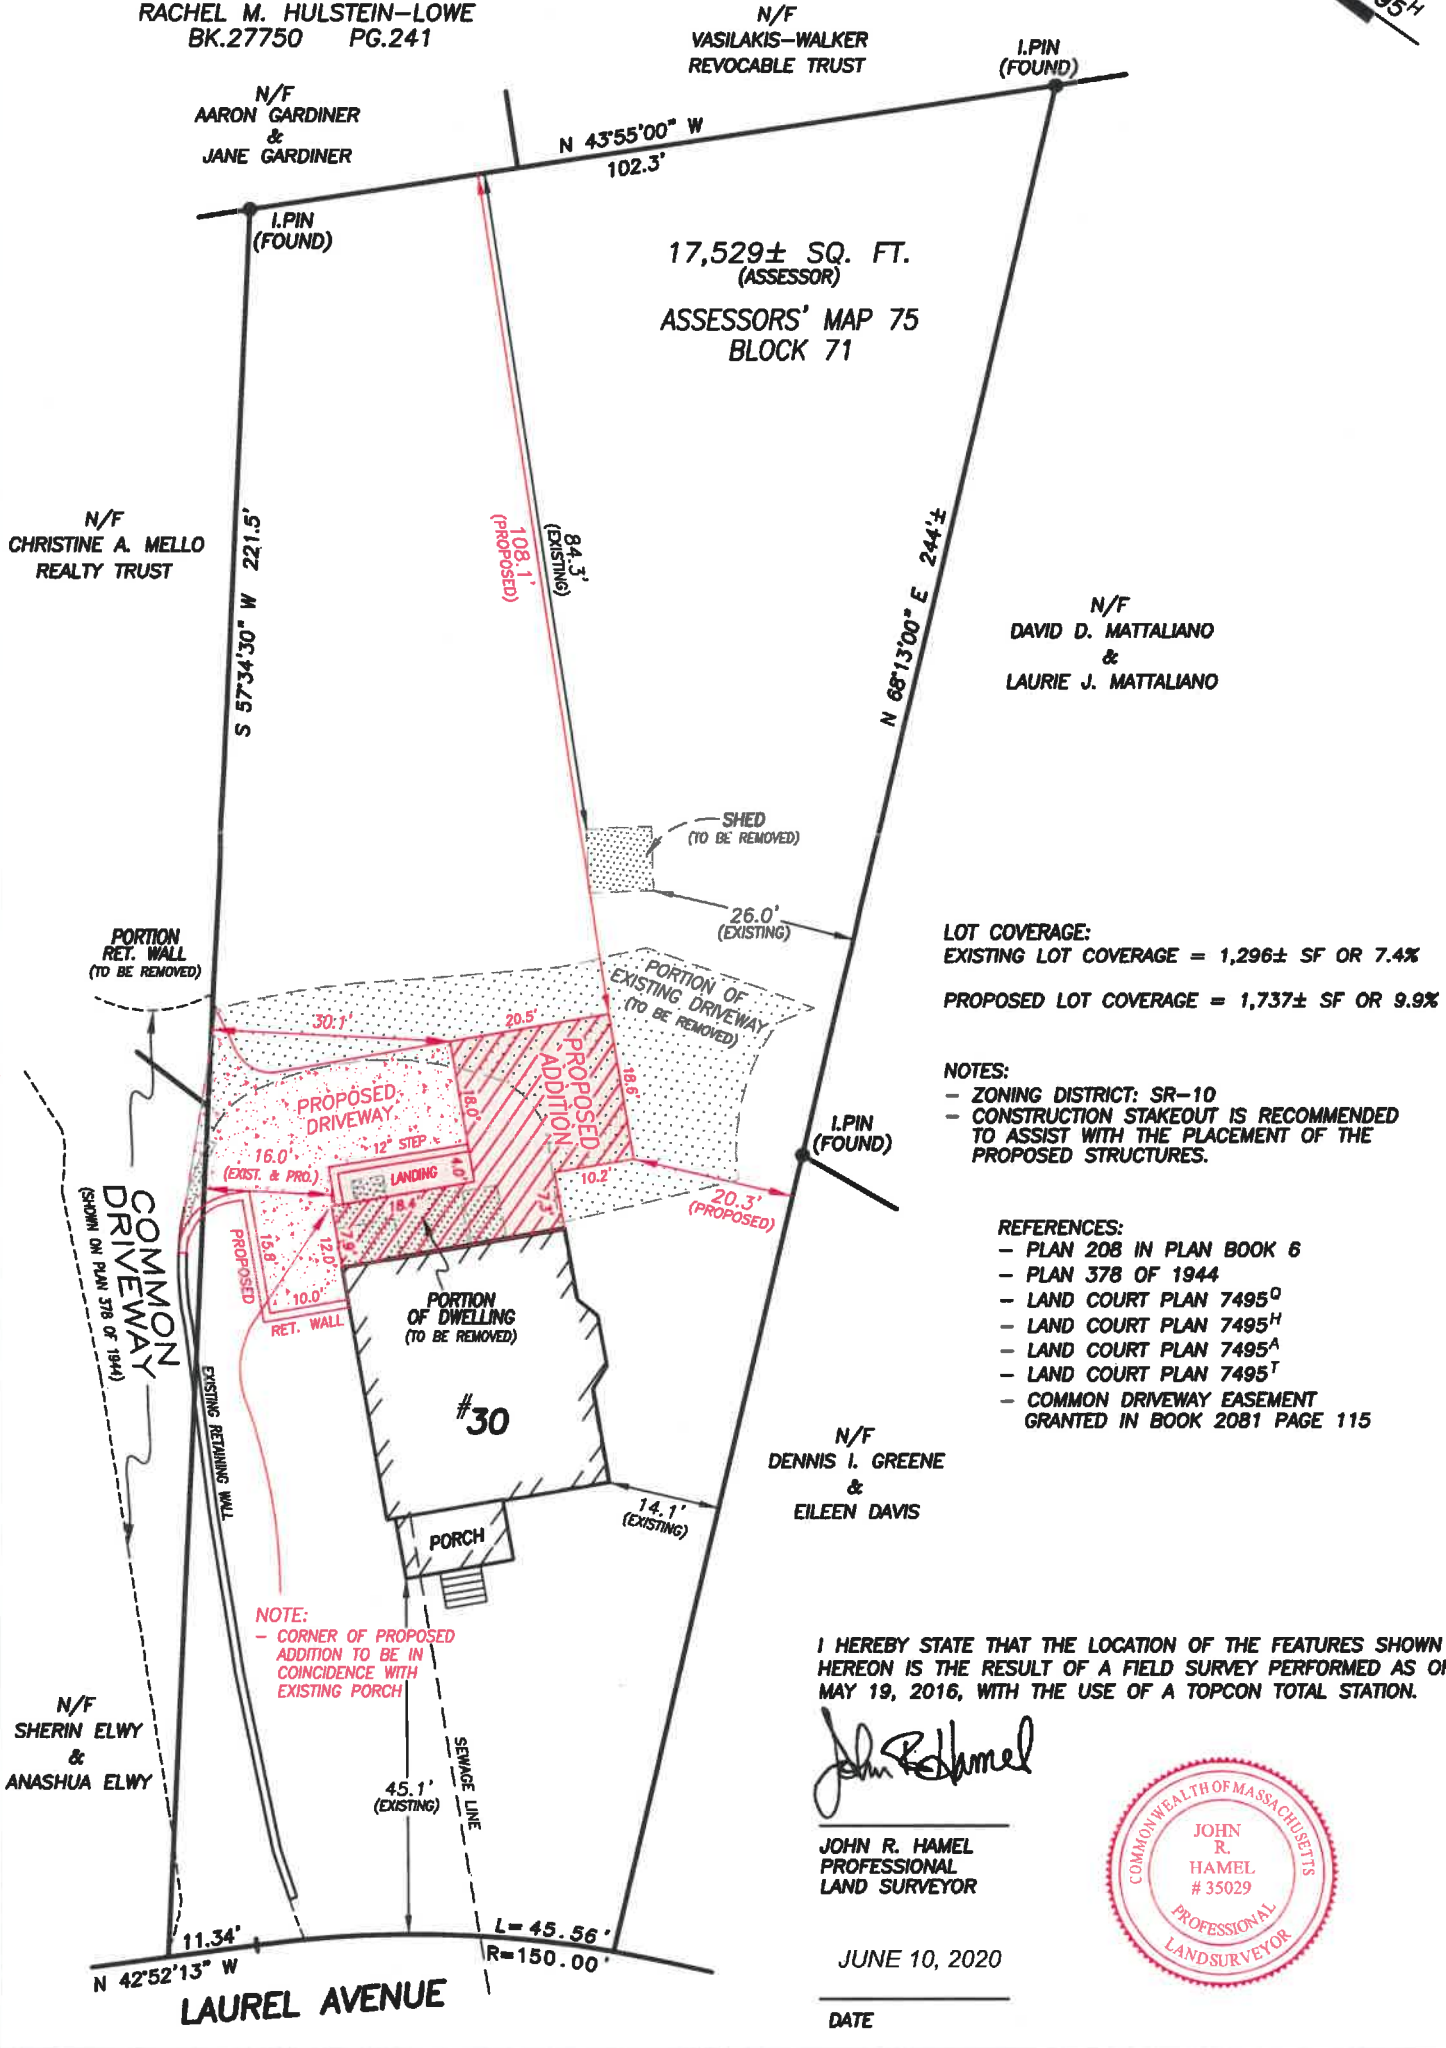 RACHEL M. HULSTEIN-LOWE
BK.27750 PG.241
N/F
VASILAKIS-WALKER
REVOCABLE TRUST
I.PIN
(FOUND)
95H
N/F
AARON GARDINER
&
JANE GARDINER
N 43°55'00" W
102.3'
I.PIN
(FOUND)
17,529± SQ. FT.
(ASSESSOR)
ASSESSORS' MAP 75
BLOCK 71
N/F
CHRISTINE A. MELLO
REALTY TRUST
S 57°34'30" W 221.5'
108.1'
(PROPOSED)
84.3'
(EXISTING)
N 68°13'00" E 244'±
N/F
DAVID D. MATTALIANO
&
LAURIE J. MATTALIANO
SHED
(TO BE REMOVED)
26.0'
(EXISTING)
PORTION
RET. WALL
(TO BE REMOVED)
LOT COVERAGE:
EXISTING LOT COVERAGE = 1,296± SF OR 7.4%
PROPOSED LOT COVERAGE = 1,737± SF OR 9.9%
PORTION OF
EXISTING DRIVEWAY
(TO BE REMOVED)
30.1'
20.5'
PROPOSED
ADDITION
18.6'
18.0'
PROPOSED
DRIVEWAY
12" STEP
LANDING
4.0'
16.0'
(EXIST. & PRO.)
18.4'
10.2'
7.3'
20.3'
(PROPOSED)
I.PIN
(FOUND)
NOTES:
- ZONING DISTRICT: SR-10
- CONSTRUCTION STAKEOUT IS RECOMMENDED
TO ASSIST WITH THE PLACEMENT OF THE
PROPOSED STRUCTURES.
COMMON
DRIVEWAY
(SHOWN ON PLAN 378 OF 1944)
PROPOSED
15.8'
12.0'
7.9'
10.0'
RET. WALL
PORTION
OF DWELLING
(TO BE REMOVED)
REFERENCES:
- PLAN 208 IN PLAN BOOK 6
- PLAN 378 OF 1944
- LAND COURT PLAN 7495Q
- LAND COURT PLAN 7495H
- LAND COURT PLAN 7495A
- LAND COURT PLAN 7495T
- COMMON DRIVEWAY EASEMENT
GRANTED IN BOOK 2081 PAGE 115
EXISTING RETAINING WALL
#30
N/F
DENNIS I. GREENE
&
EILEEN DAVIS
14.1'
(EXISTING)
PORCH
NOTE:
- CORNER OF PROPOSED
ADDITION TO BE IN
COINCIDENCE WITH
EXISTING PORCH
N/F
SHERIN ELWY
&
ANASHUA ELWY
45.1'
(EXISTING)
SEWAGE LINE
I HEREBY STATE THAT THE LOCATION OF THE FEATURES SHOWN
HEREON IS THE RESULT OF A FIELD SURVEY PERFORMED AS OF
MAY 19, 2016, WITH THE USE OF A TOPCON TOTAL STATION.
John R. Hamel
JOHN R. HAMEL
PROFESSIONAL
LAND SURVEYOR
COMMONWEALTH OF MASSACHUSETTS
JOHN
R.
HAMEL
# 35029
PROFESSIONAL
LAND SURVEYOR
JUNE 10, 2020
DATE
11.34'
N 42°52'13" W
L=45.56'
R=150.00'
LAUREL AVENUE